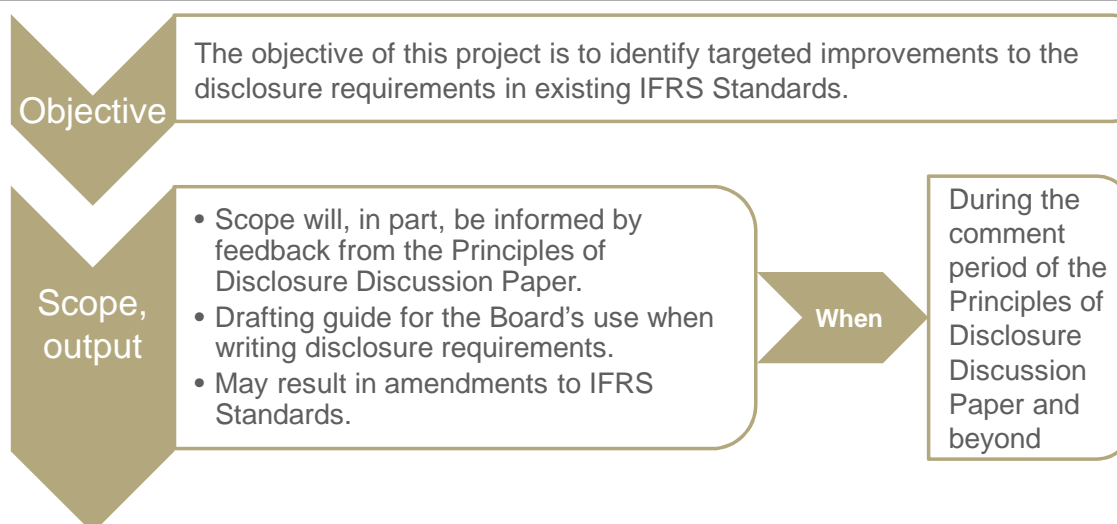 The objective of this project is to identify targeted improvements to the
disclosure requirements in existing IFRS Standards.
Objective
• Scope will, in part, be informed by
feedback from the Principles of
Disclosure Discussion Paper.
• Drafting guide for the Board's use when
writing disclosure requirements.
• May result in amendments to IFRS
Standards.
Scope,
output
When
During the
comment
period of the
Principles of
Disclosure
Discussion
Paper and
beyond